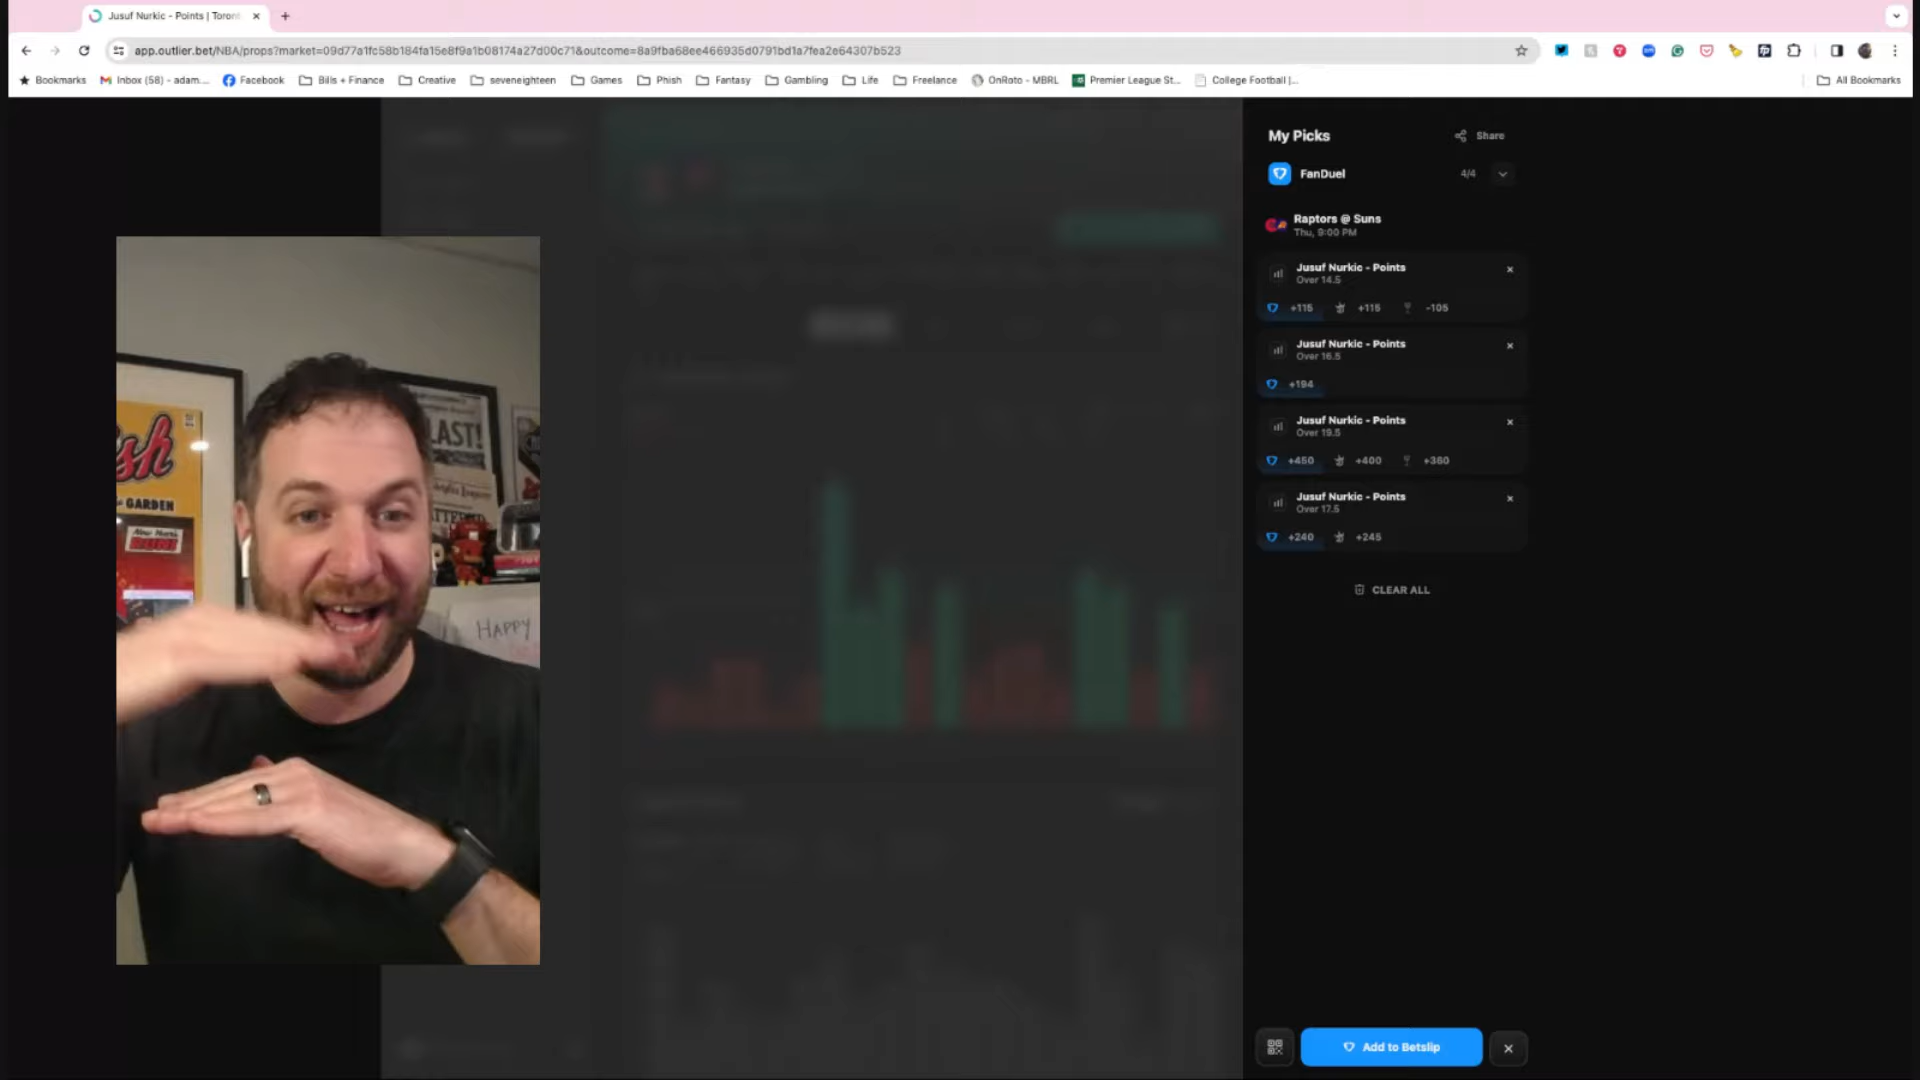 Jusuf Nurkic - Points | Toront
app.outlier.bet/NBA/props?market=09d77a1fc58b184fa15e8f9a1b08174a27d00c71&outcome=8a9fba68ee466935d0791bd1a7fea2e64307b523
Bookmarks Inbox (58) - adam.... Facebook Bills + Finance Creative seveneighteen Games Phish Fantasy Gambling Life Freelance OnRoto - MBRL Premier League St... College Football |... All Bookmarks
My Picks Share
FanDuel 4/4
Raptors @ Suns
Thu, 9:00 PM
Jusuf Nurkic - Points
Over 14.5
+115 +115 -105
Jusuf Nurkic - Points
Over 16.5
+194
Jusuf Nurkic - Points
Over 19.5
+450 +400 +360
Jusuf Nurkic - Points
Over 17.5
+240 +245
CLEAR ALL
Add to Betslip
LAST!
GARDEN
HAPPY